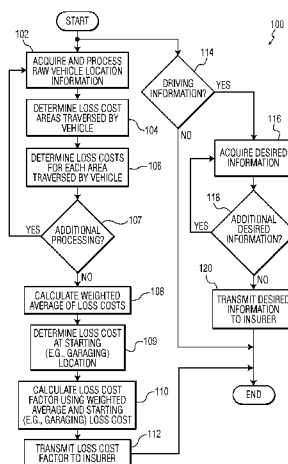 START
100
102
ACQUIRE AND PROCESS
RAW VEHICLE LOCATION
INFORMATION
DETERMINE LOSS COST
AREAS TRAVERSED BY
VEHICLE
104
DETERMINE LOSS COSTS
FOR EACH AREA
TRAVERSED BY VEHICLE
106
107
ADDITIONAL
PROCESSING?
YES
NO
CALCULATE WEIGHTED
AVERAGE OF LOSS COSTS
108
DETERMINE LOSS COST
AT STARTING
(E.G., GARAGING)
LOCATION
109
CALCULATE LOSS COST
FACTOR USING WEIGHTED
AVERAGE AND STARTING
(E.G., GARAGING) LOSS COST
110
112
TRANSMIT LOSS COST
FACTOR TO INSURER
114
DRIVING
INFORMATION?
YES
NO
116
ACQUIRE DESIRED
INFORMATION
118
ADDITIONAL
DESIRED
INFORMATION?
YES
NO
120
TRANSMIT DESIRED
INFORMATION
TO INSURER
END